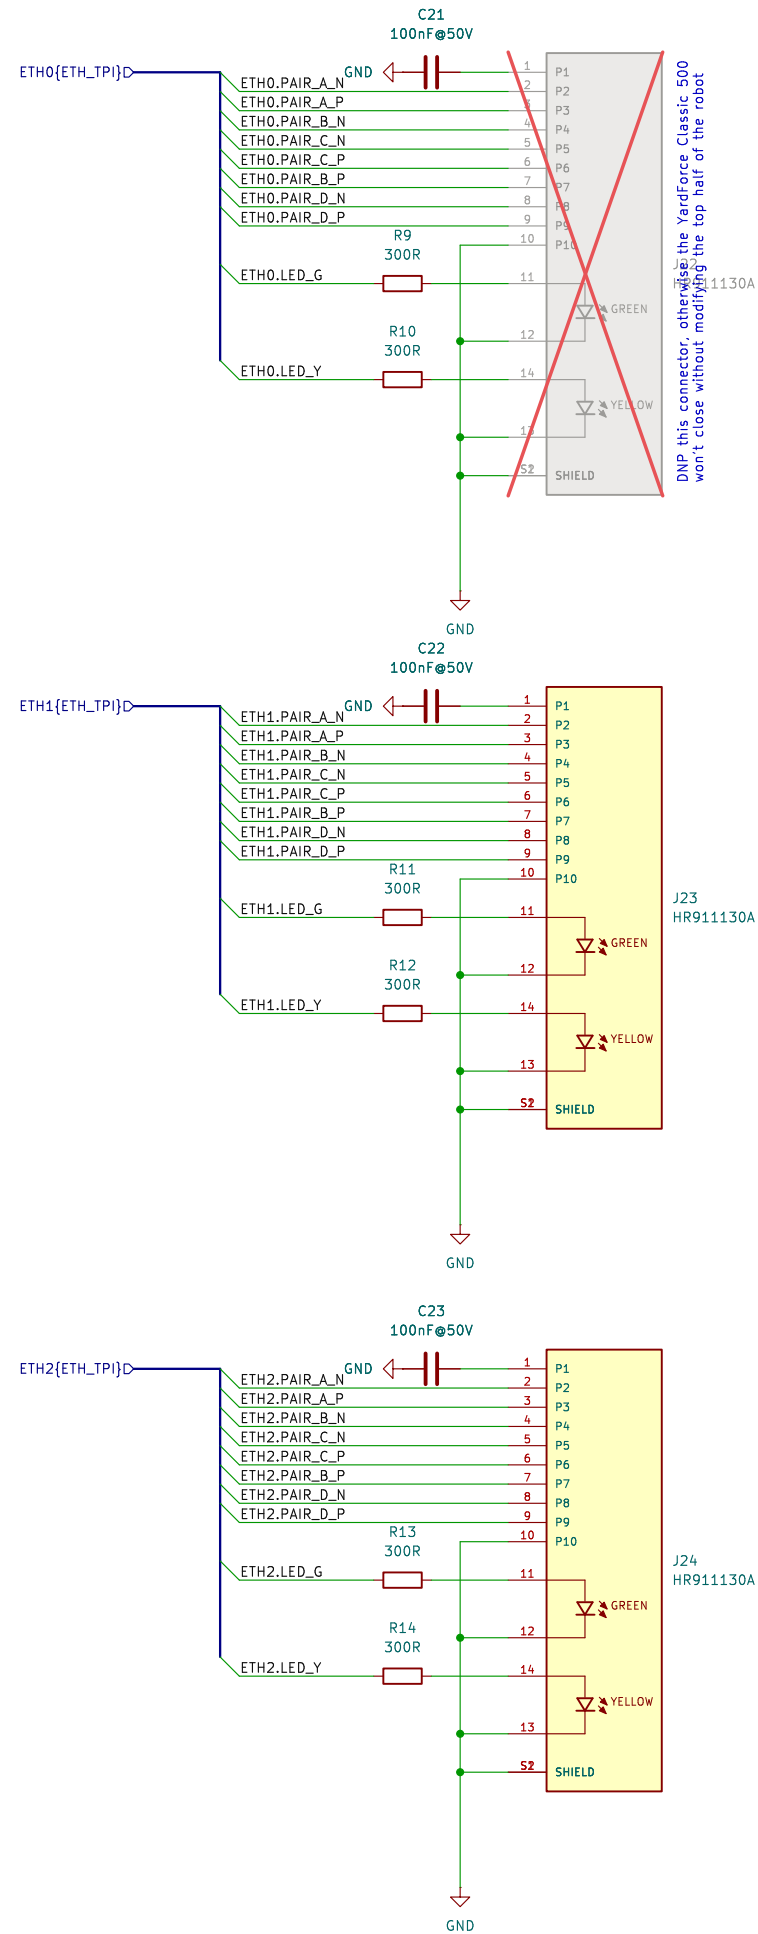 C21
100nF@50V
ETH0{ETH_TPI}
GND
1 P1
ETH0.PAIR_A_N 2 P2
ETH0.PAIR_A_P 3 P3
ETH0.PAIR_B_N 4 P4
ETH0.PAIR_C_N 5 P5
ETH0.PAIR_C_P 6 P6
ETH0.PAIR_B_P 7 P7
ETH0.PAIR_D_N 8 P8
ETH0.PAIR_D_P 9 P9
10 P10
R9
300R
ETH0.LED_G 11
GREEN
12
R10
300R
ETH0.LED_Y 14
YELLOW
13
SHIELD
J22
HR911130A
DNP this connector, otherwise the YardForce Classic 500
won't close without modifying the top half of the robot
GND
C22
100nF@50V
ETH1{ETH_TPI}
GND
1 P1
ETH1.PAIR_A_N 2 P2
ETH1.PAIR_A_P 3 P3
ETH1.PAIR_B_N 4 P4
ETH1.PAIR_C_N 5 P5
ETH1.PAIR_C_P 6 P6
ETH1.PAIR_B_P 7 P7
ETH1.PAIR_D_N 8 P8
ETH1.PAIR_D_P 9 P9
10 P10
R11
300R
ETH1.LED_G 11
GREEN
12
R12
300R
ETH1.LED_Y 14
YELLOW
13
SHIELD
J23
HR911130A
GND
C23
100nF@50V
ETH2{ETH_TPI}
GND
1 P1
ETH2.PAIR_A_N 2 P2
ETH2.PAIR_A_P 3 P3
ETH2.PAIR_B_N 4 P4
ETH2.PAIR_C_N 5 P5
ETH2.PAIR_C_P 6 P6
ETH2.PAIR_B_P 7 P7
ETH2.PAIR_D_N 8 P8
ETH2.PAIR_D_P 9 P9
10 P10
R13
300R
ETH2.LED_G 11
GREEN
12
R14
300R
ETH2.LED_Y 14
YELLOW
13
SHIELD
J24
HR911130A
GND